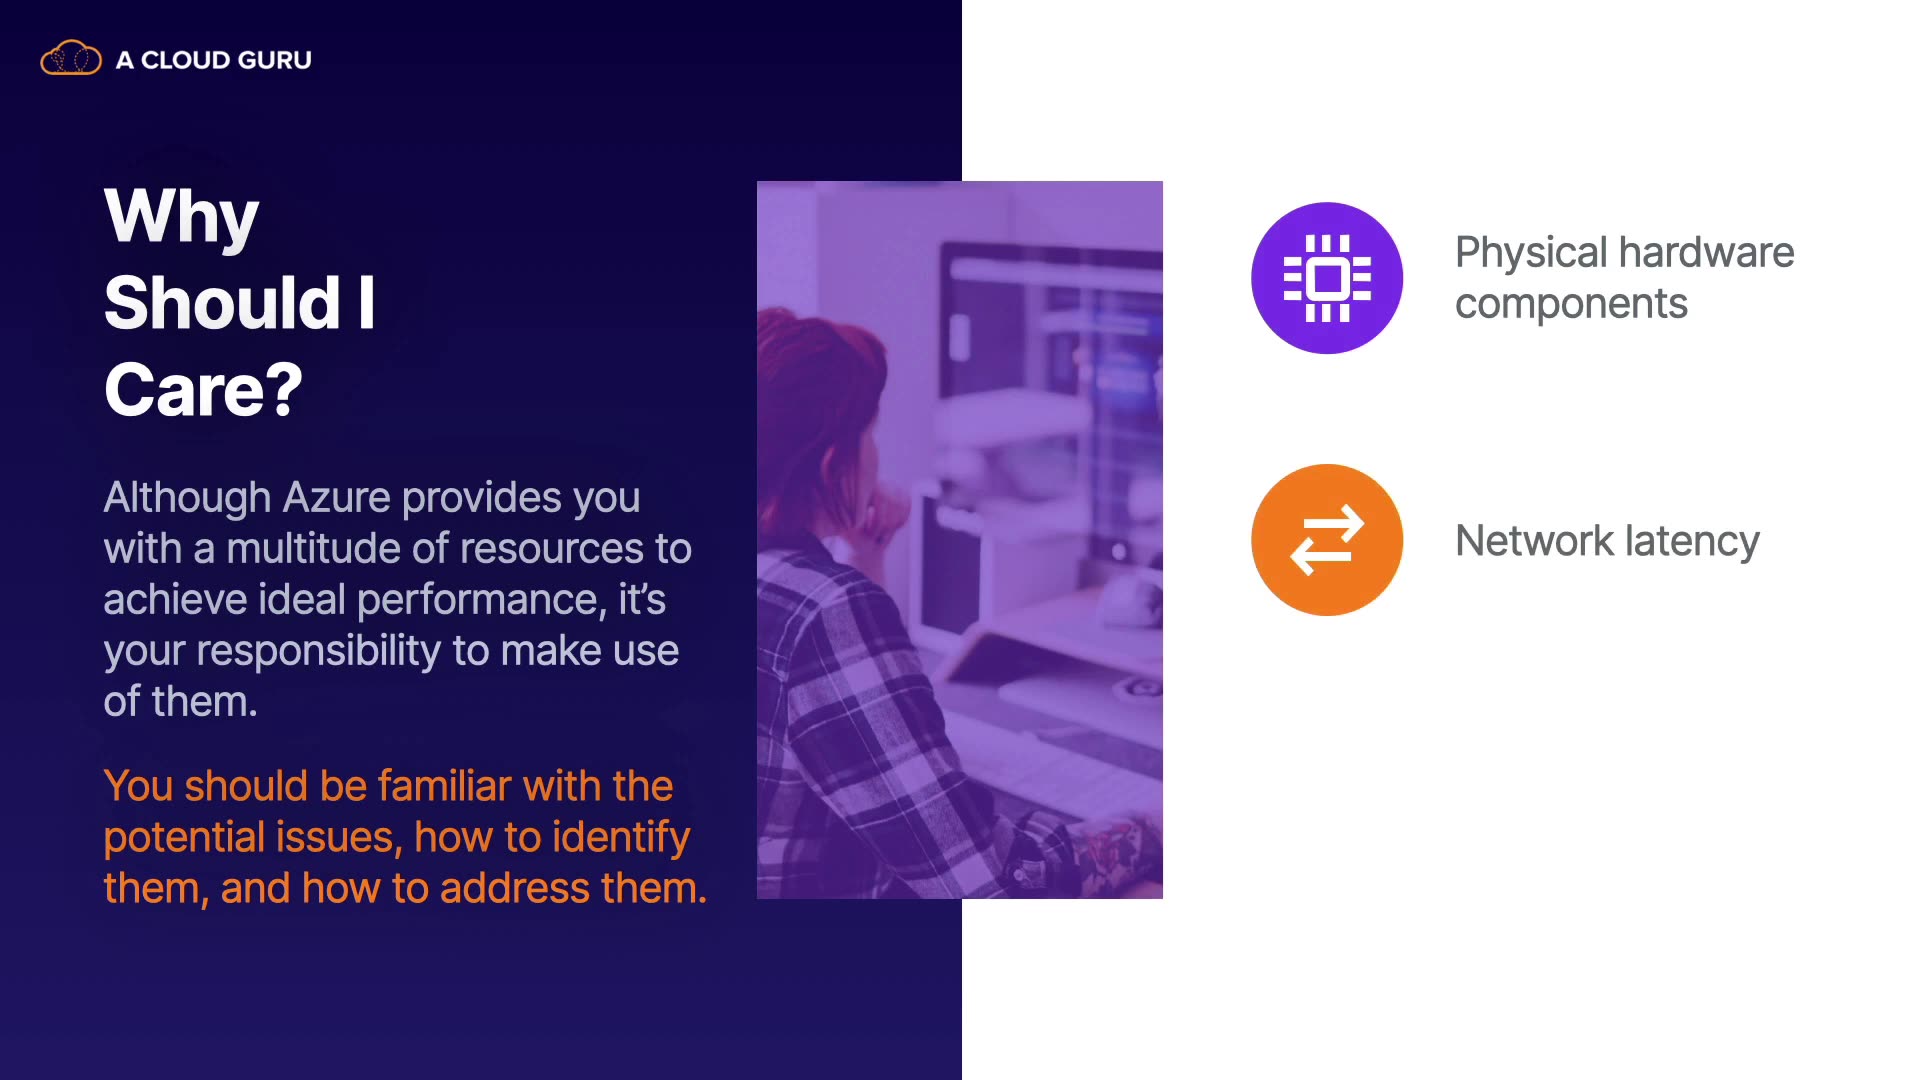 A CLOUD GURU
Why
Should I
Care?
Although Azure provides you
with a multitude of resources to
achieve ideal performance, it’s
your responsibility to make use
of them.
You should be familiar with the
potential issues, how to identify
them, and how to address them.
Physical hardware
components
Network latency